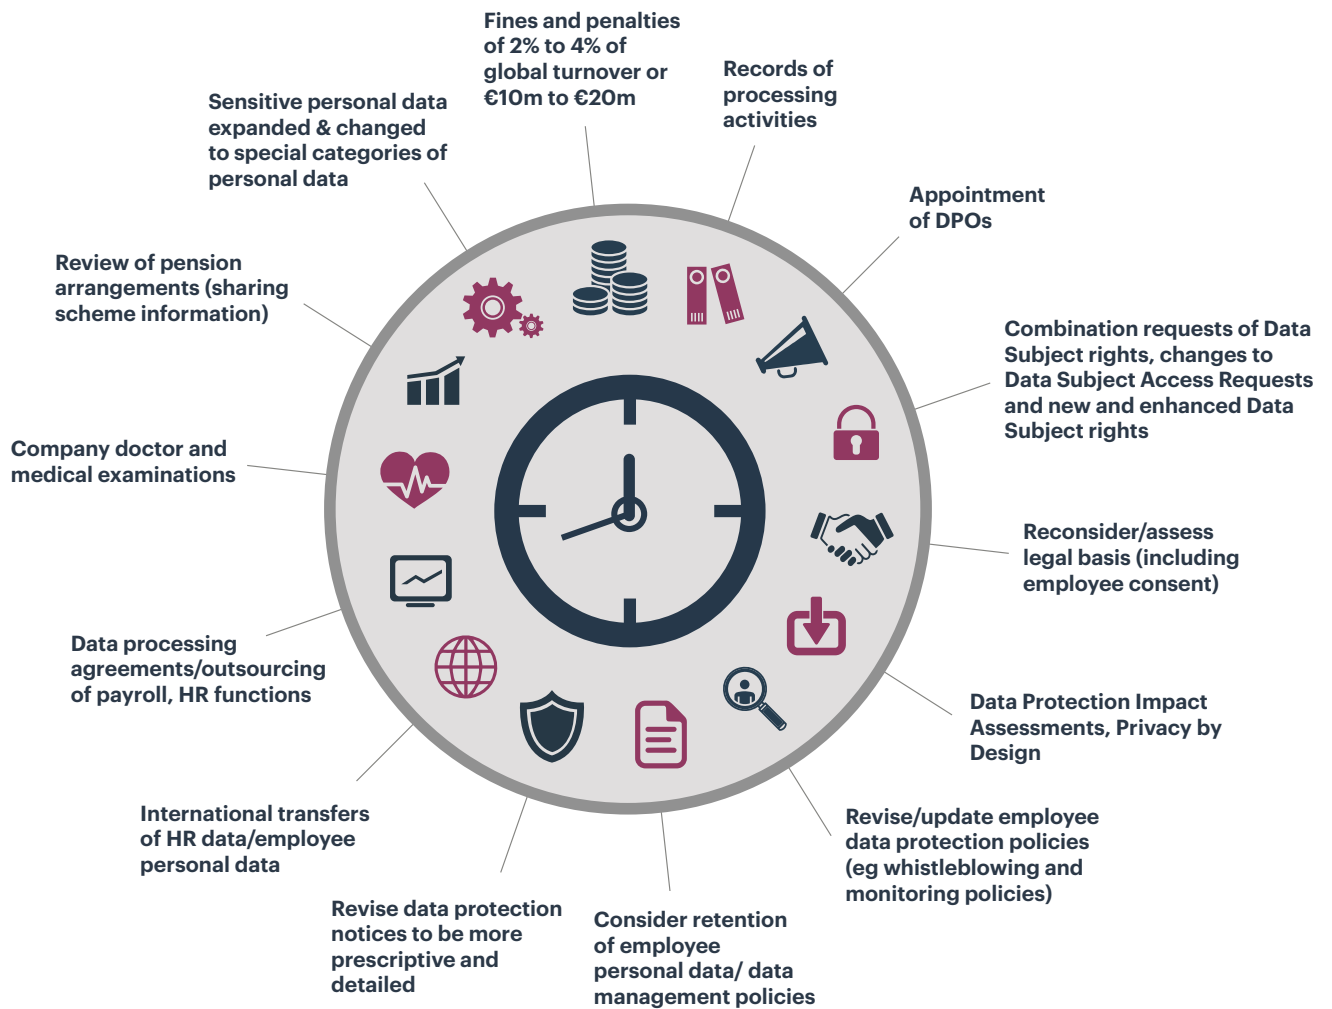 Fines and penalties
of 2% to 4% of
global turnover or
€10m to €20m
Records of
processing
activities
Appointment
of DPOs
Combination requests of Data
Subject rights, changes to
Data Subject Access Requests
and new and enhanced Data
Subject rights
Reconsider/assess
legal basis (including
employee consent)
Data Protection Impact
Assessments, Privacy by
Design
Revise/update employee
data protection policies
(eg whistleblowing and
monitoring policies)
Consider retention
of employee
personal data/ data
management policies
Revise data protection
notices to be more
prescriptive and
detailed
International transfers
of HR data/employee
personal data
Data processing
agreements/outsourcing
of payroll, HR functions
Company doctor and
medical examinations
Review of pension
arrangements (sharing
scheme information)
Sensitive personal data
expanded & changed
to special categories of
personal data